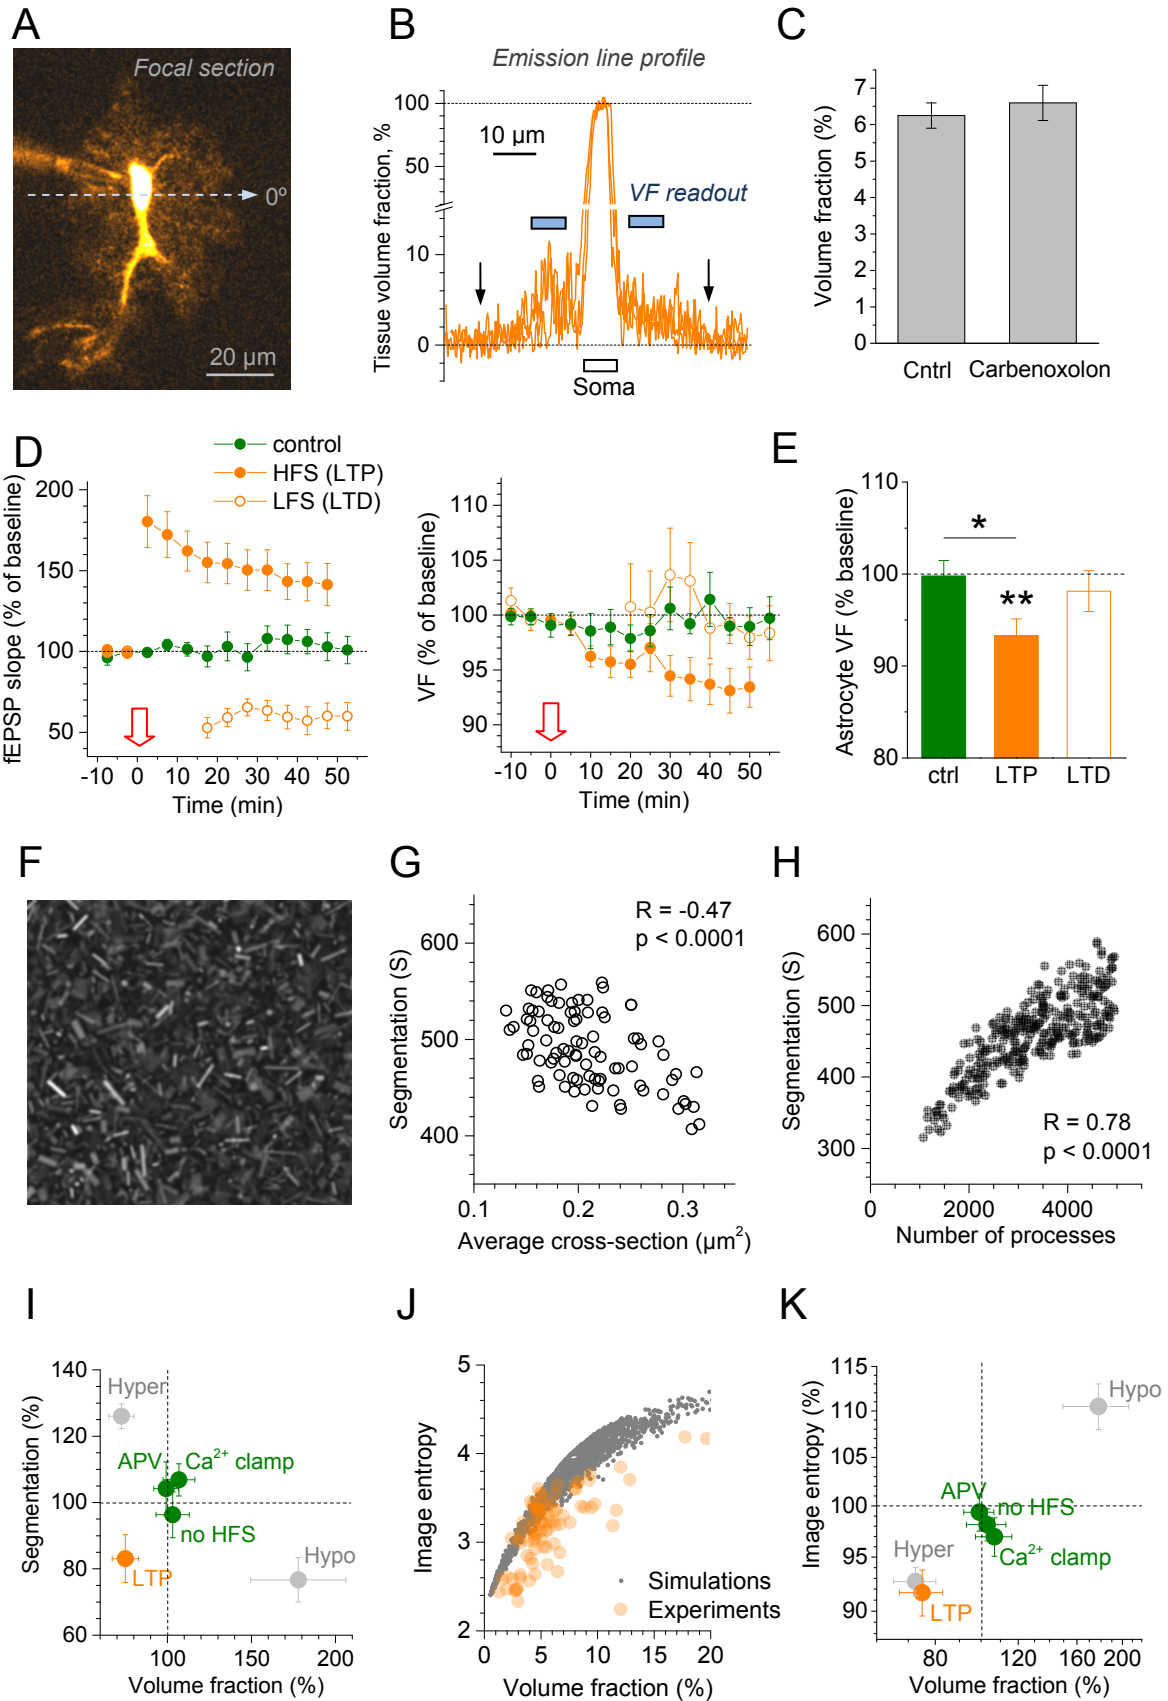 A
Focal section
0º
20 µm
B
Emission line profile
Tissue volume fraction, %
100
50
10
0
10 µm
VF readout
Soma
C
Volume fraction (%)
7
6
5
4
3
2
1
0
Cntrl
Carbenoxolon
D
control
HFS (LTP)
LFS (LTD)
fEPSP slope (% of baseline)
200
150
100
50
-10 0 10 20 30 40 50
Time (min)
VF (% of baseline)
110
105
100
95
90
-10 0 10 20 30 40 50
Time (min)
E
Astrocyte VF (% baseline)
110
100
90
80
*
**
ctrl LTP LTD
F
G
R = -0.47
p < 0.0001
Segmentation (S)
600
500
400
0.1 0.2 0.3
Average cross-section (µm²)
H
Segmentation (S)
600
500
400
300
R = 0.78
p < 0.0001
0 2000 4000
Number of processes
I
Segmentation (%)
140
120
100
80
60
Hyper
APV
Ca²⁺ clamp
no HFS
LTP
Hypo
100 150 200
Volume fraction (%)
J
Image entropy
5
4
3
2
Simulations
Experiments
0 5 10 15 20
Volume fraction (%)
K
Image entropy (%)
115
110
105
100
95
90
Hypo
APV
no HFS
Ca²⁺ clamp
Hyper
LTP
80 120 160 200
Volume fraction (%)